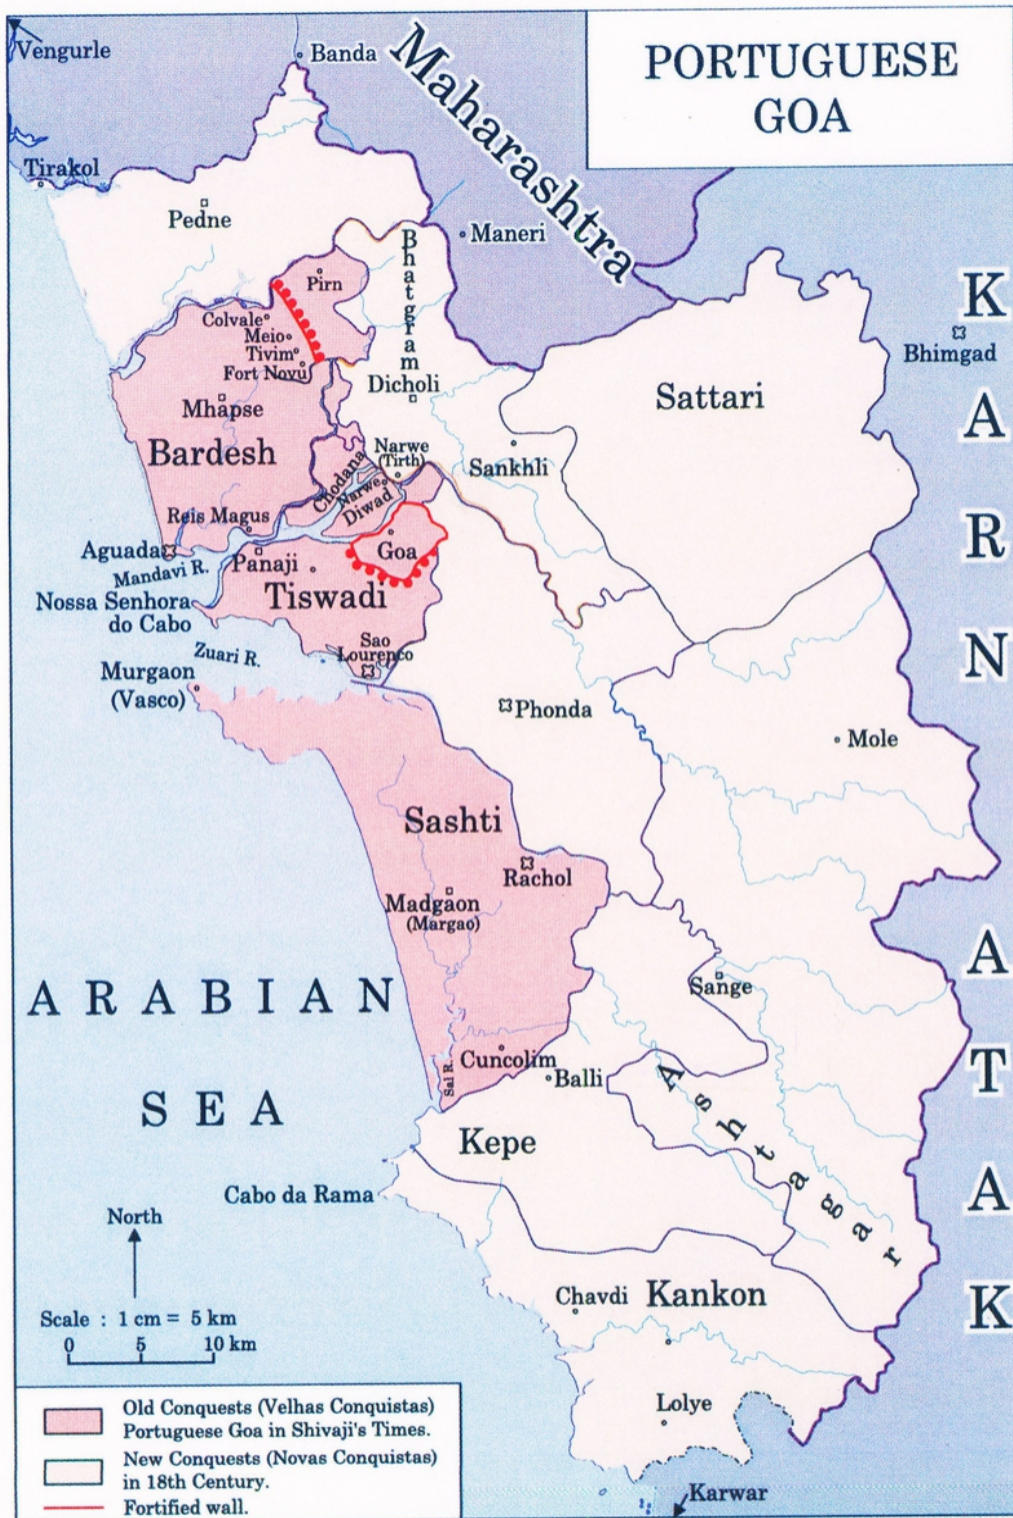 PORTUGUESE
GOA
Vengurle
Banda
Maharashtra
Tirakol
Pedne
Maneri
Bhatgram
Pirn
Colvale
Meio
Tivim
Fort Novu
Dicholi
Sattari
Bhimgad
KARNATAK
Mhapse
Bardesh
Narwe
(Tirth)
Sankhli
Chodana
Narwe
Diwad
Reis Magus
Aguada
Mandavi R.
Panaji
Goa
Tiswadi
Nossa Senhora
do Cabo
Zuari R.
Sao
Lourenco
Murgaon
(Vasco)
Phonda
Mole
Sashti
Rachol
Madgaon
(Margao)
Sange
ARABIAN
SEA
Cuncolim
Sal R.
Balli
Ashtagar
Kepe
Cabo da Rama
North
Chavdi
Kankon
Scale : 1 cm = 5 km
0 5 10 km
Lolye
Karwar
Old Conquests (Velhas Conquistas)
Portuguese Goa in Shivaji's Times.
New Conquests (Novas Conquistas)
in 18th Century.
Fortified wall.